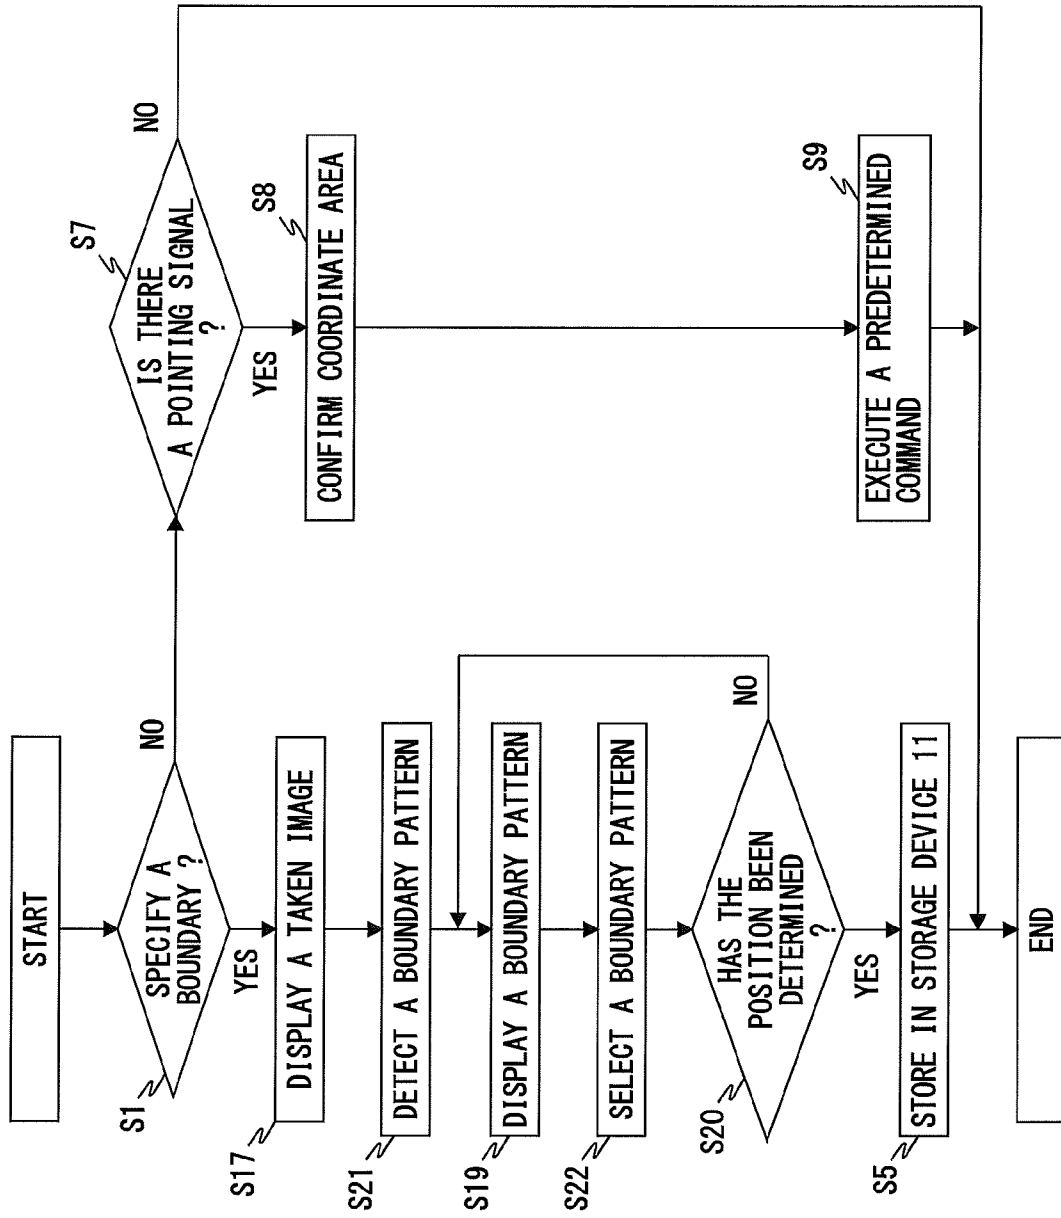 START
S1
SPECIFY A
BOUNDARY ?
NO
YES
S17
DISPLAY A TAKEN IMAGE
S21
DETECT A BOUNDARY PATTERN
S19
DISPLAY A BOUNDARY PATTERN
S22
SELECT A BOUNDARY PATTERN
S20
HAS THE
POSITION BEEN
DETERMINED
?
NO
YES
S5
STORE IN STORAGE DEVICE 11
END
S7
IS THERE
A POINTING SIGNAL
?
NO
YES
S8
CONFIRM COORDINATE AREA
S9
EXECUTE A PREDETERMINED
COMMAND